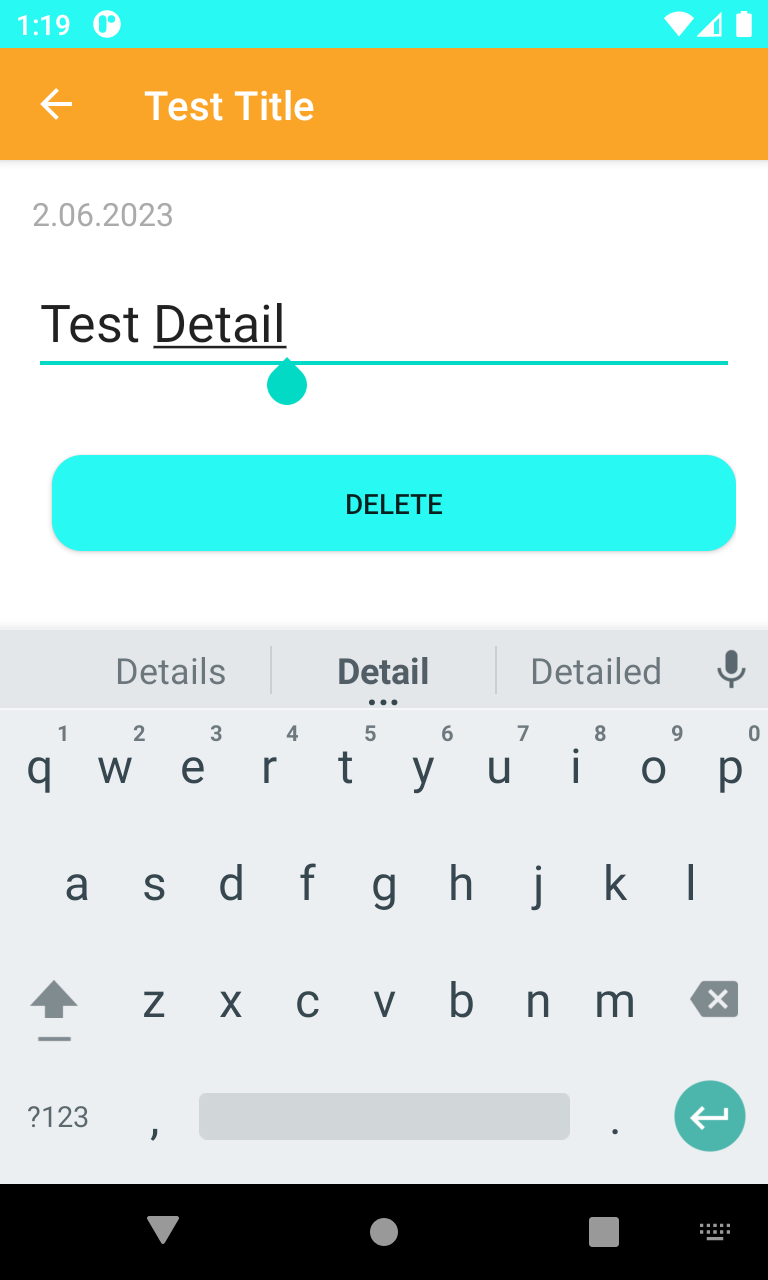 1:19
Test Title
2.06.2023
Test Detail
DELETE
Details Detail Detailed
1 2 3 4 5 6 7 8 9 0
q w e r t y u i o p
a s d f g h j k l
z x c v b n m
?123 , .